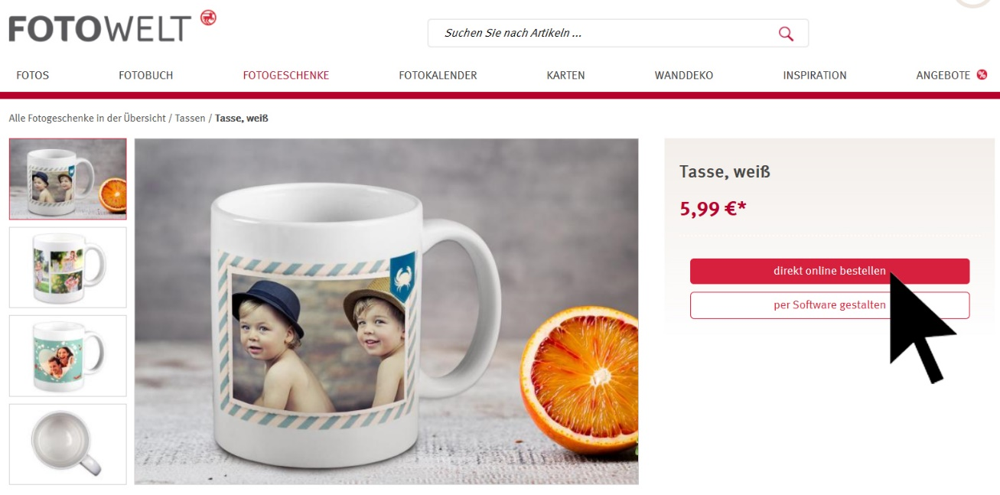 FOTOWELT
Suchen Sie nach Artikeln ...
FOTOS FOTOBUCH FOTOGESCHENKE FOTOKALENDER KARTEN WANDDEKO INSPIRATION ANGEBOTE %
Alle Fotogeschenke in der Übersicht / Tassen / Tasse, weiß
Tasse, weiß
5,99 €*
direkt online bestellen
per Software gestalten